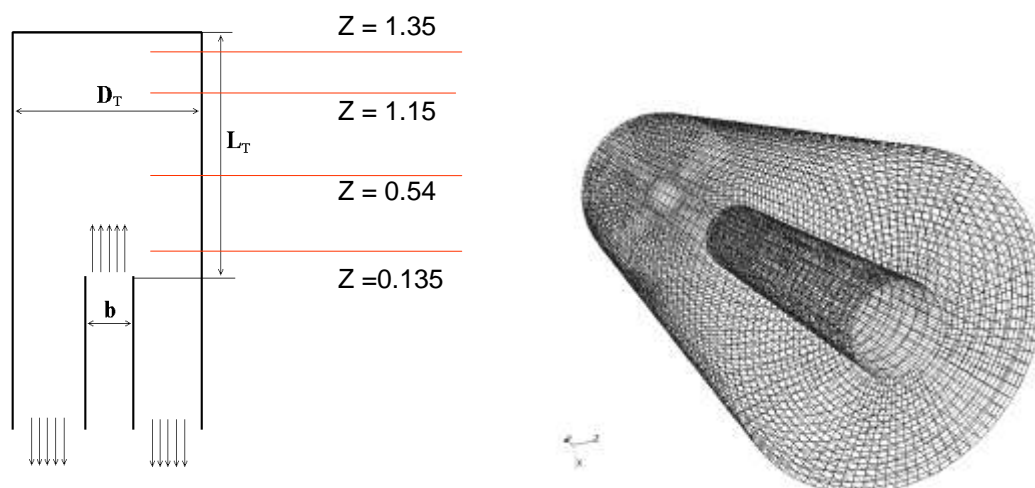 Z = 1.35
D_T
Z = 1.15
L_T
Z = 0.54
Z =0.135
b
X